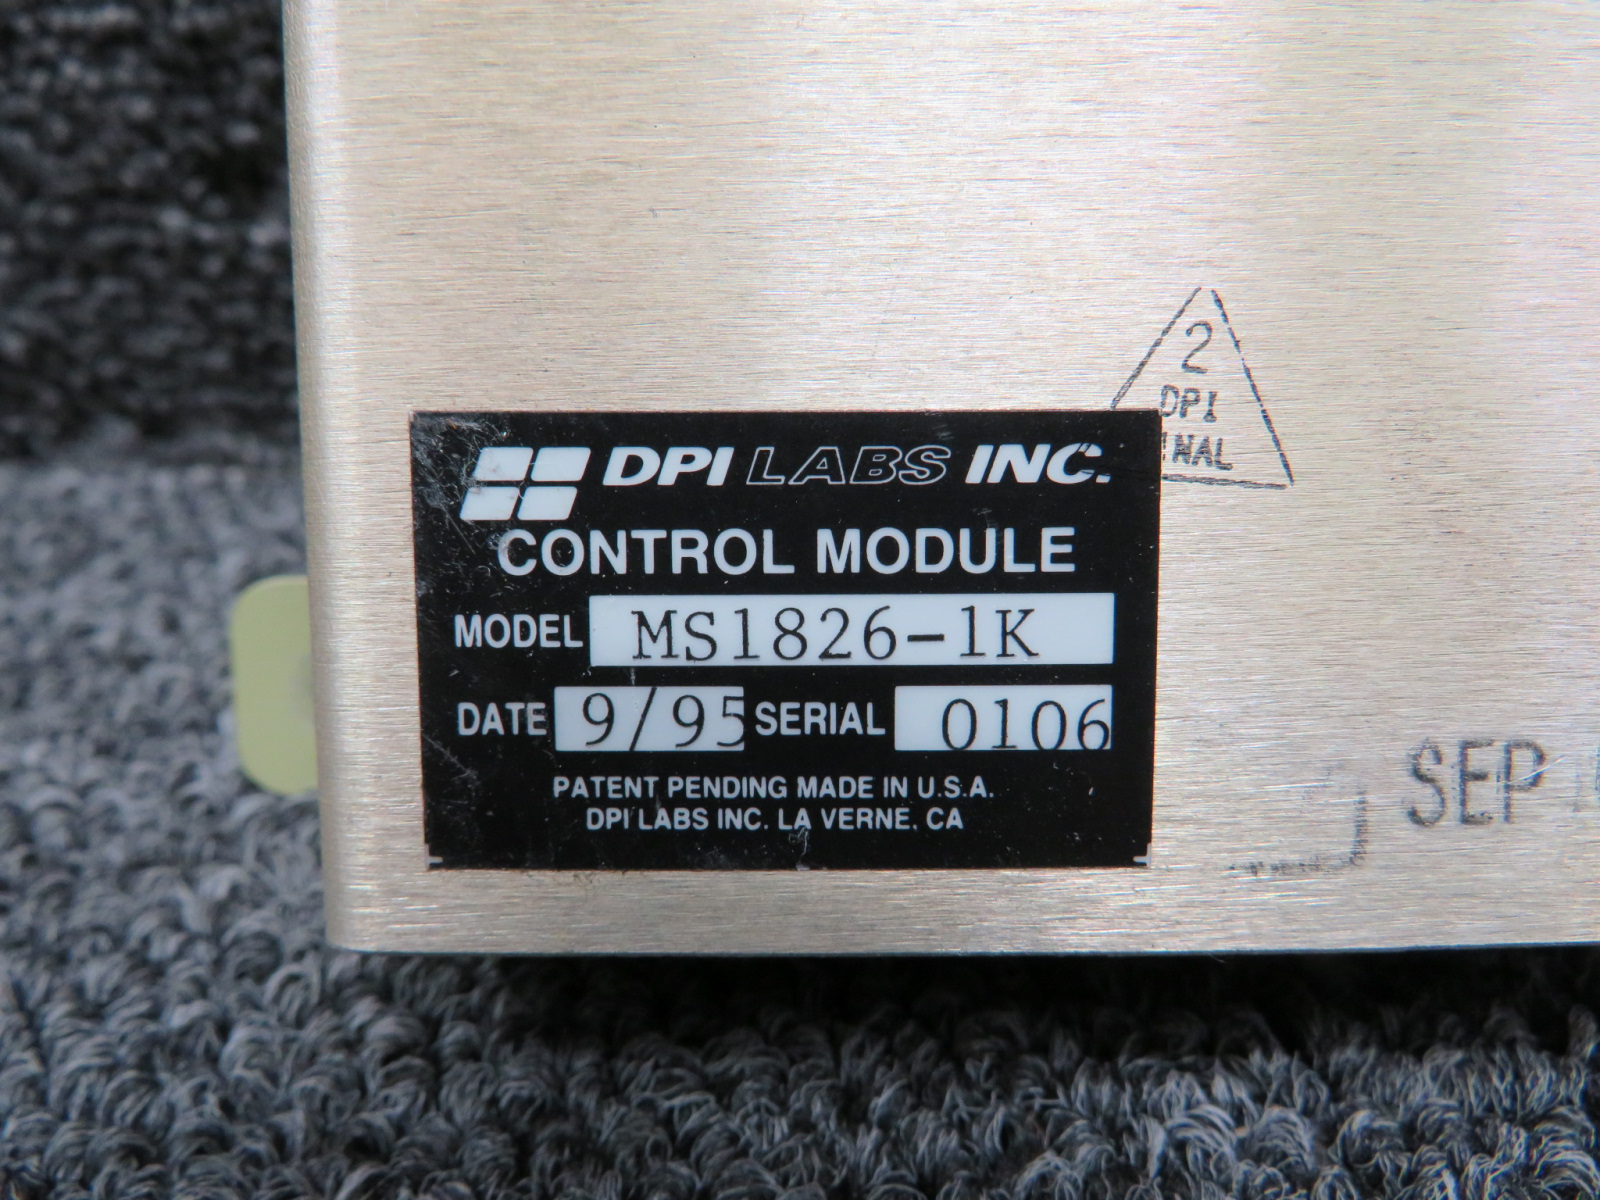 2
DPI
DPI LABS INC.
CONTROL MODULE
MODEL MS1826-1K
DATE 9/95 SERIAL 0106
PATENT PENDING MADE IN U.S.A.
DPI LABS INC. LA VERNE, CA
SEP